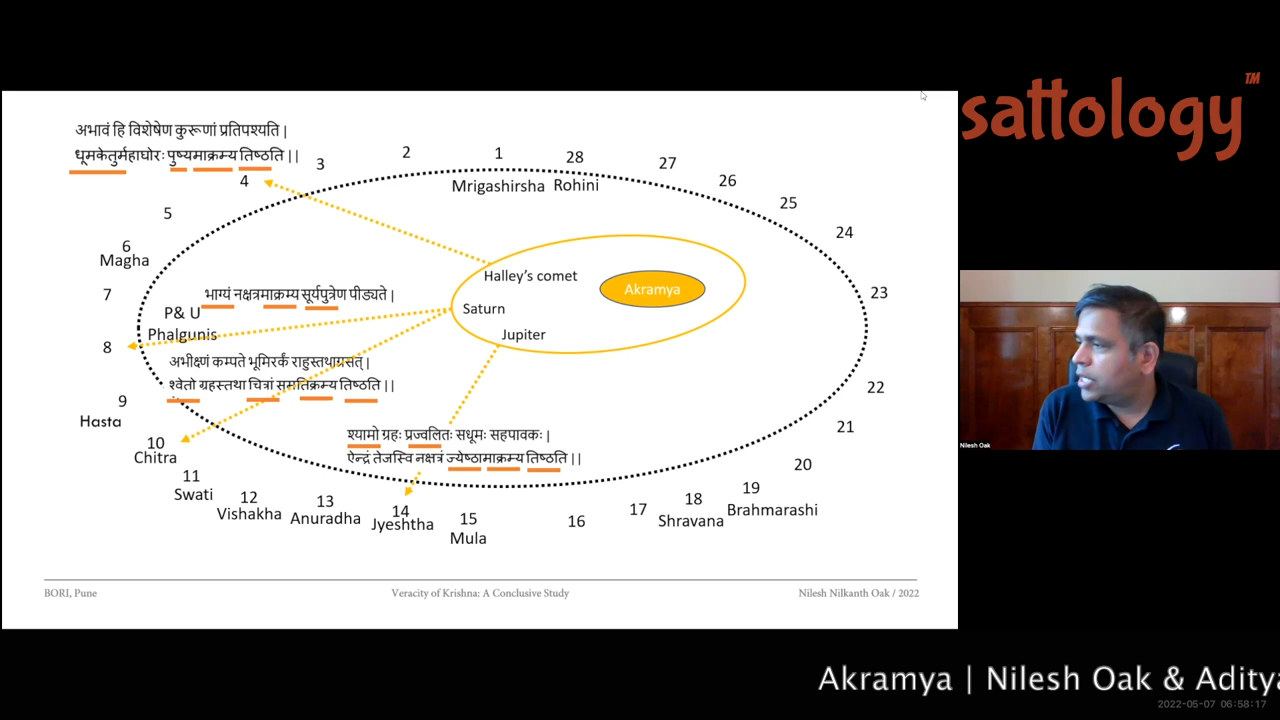 sattology™
अभावं हि विशेषेण कुरूणां प्रतिपश्यति |
धूमकेतुर्महाघोरः पुष्यमाक्रम्य तिष्ठति ||
1
2
3
4
5
6
Magha
7
P& U
Phalgunis
8
9
Hasta
10
Chitra
11
Swati
12
Vishakha
13
Anuradha
14
Jyeshtha
15
Mula
16
17
18
Shravana
19
Brahmarashi
20
21
22
23
24
25
26
27
28
Mrigashirsha Rohini
Halley's comet
Akramya
Saturn
Jupiter
भाग्यं नक्षत्रमाक्रम्य सूर्यपुत्रेण पीड्यते |
अभीक्ष्णं कम्पते भूमिरर्कं राहुस्तथाग्रसत् |
श्वेतो ग्रहस्तथा चित्रां समतिक्रम्य तिष्ठति ||
श्यामो ग्रहः प्रज्वलितः सधूमः सहपावकः |
ऐन्द्रं तेजस्वि नक्षत्रं ज्येष्ठामाक्रम्य तिष्ठति ||
BORI, Pune
Veracity of Krishna: A Conclusive Study
Nilesh Nilkanth Oak / 2022
Nilesh Oak
Akramya | Nilesh Oak & Aditya
2022-05-07 06:58:17